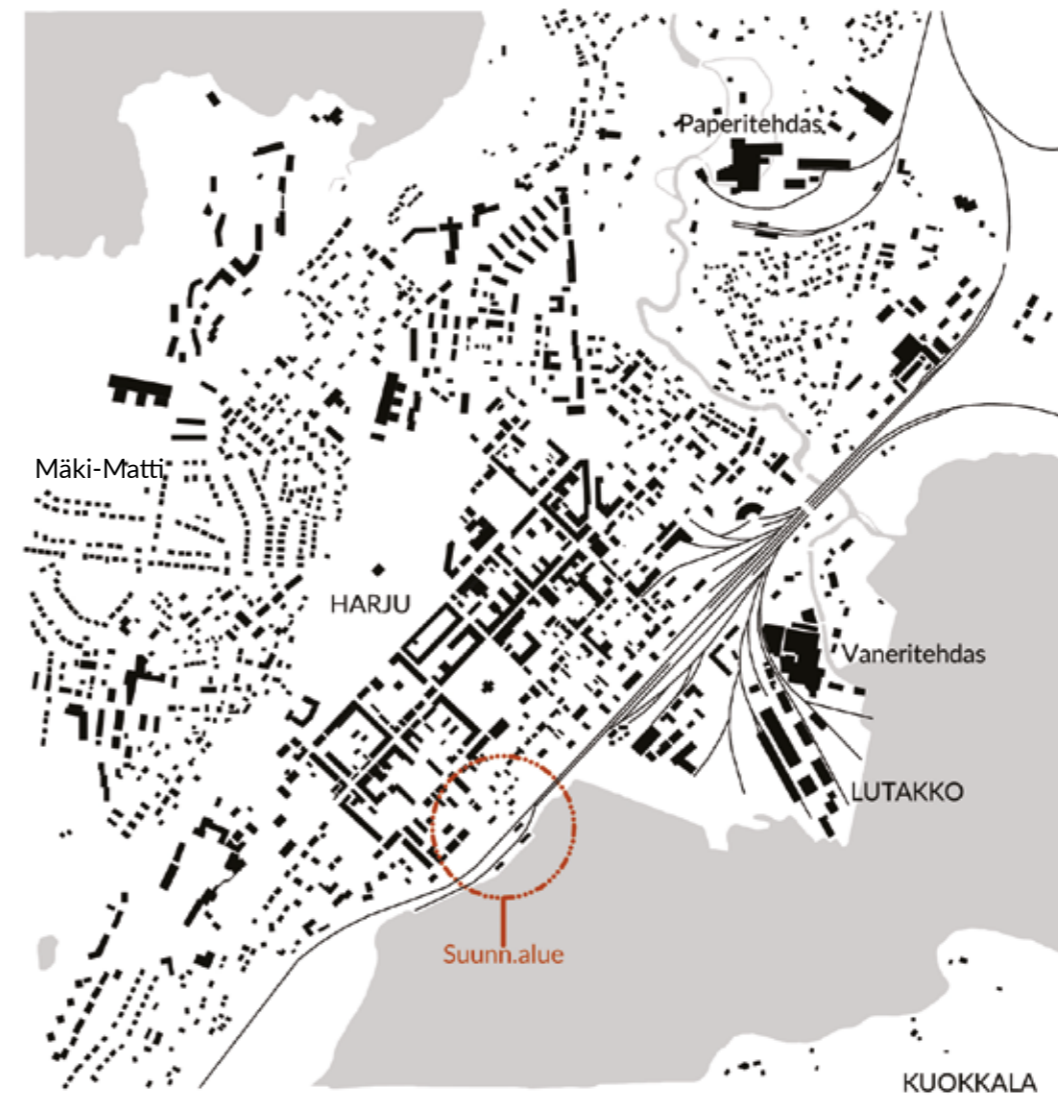 Paperitehdas
Mäki-Matti
HARJU
Vaneritehdas
LUTAKKO
Suunn.alue
KUOKKALA